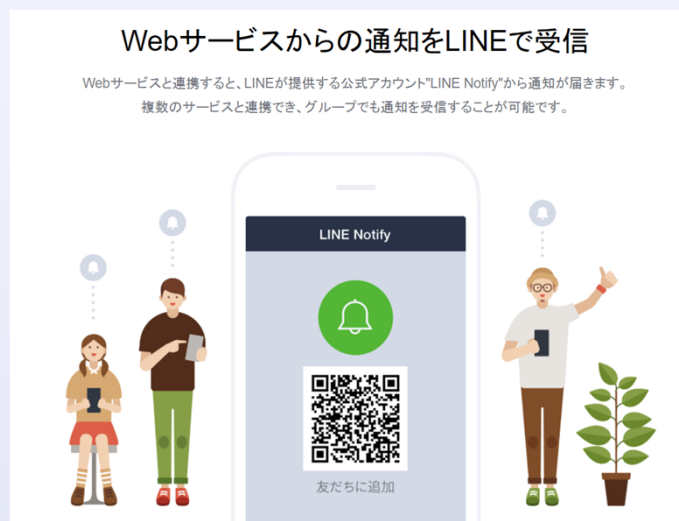 Webサービスからの通知をLINEで受信
Webサービスと連携すると、LINEが提供する公式アカウント"LINE Notify"から通知が届きます。
複数のサービスと連携でき、グループでも通知を受信することが可能です。
LINE Notify
友だちに追加